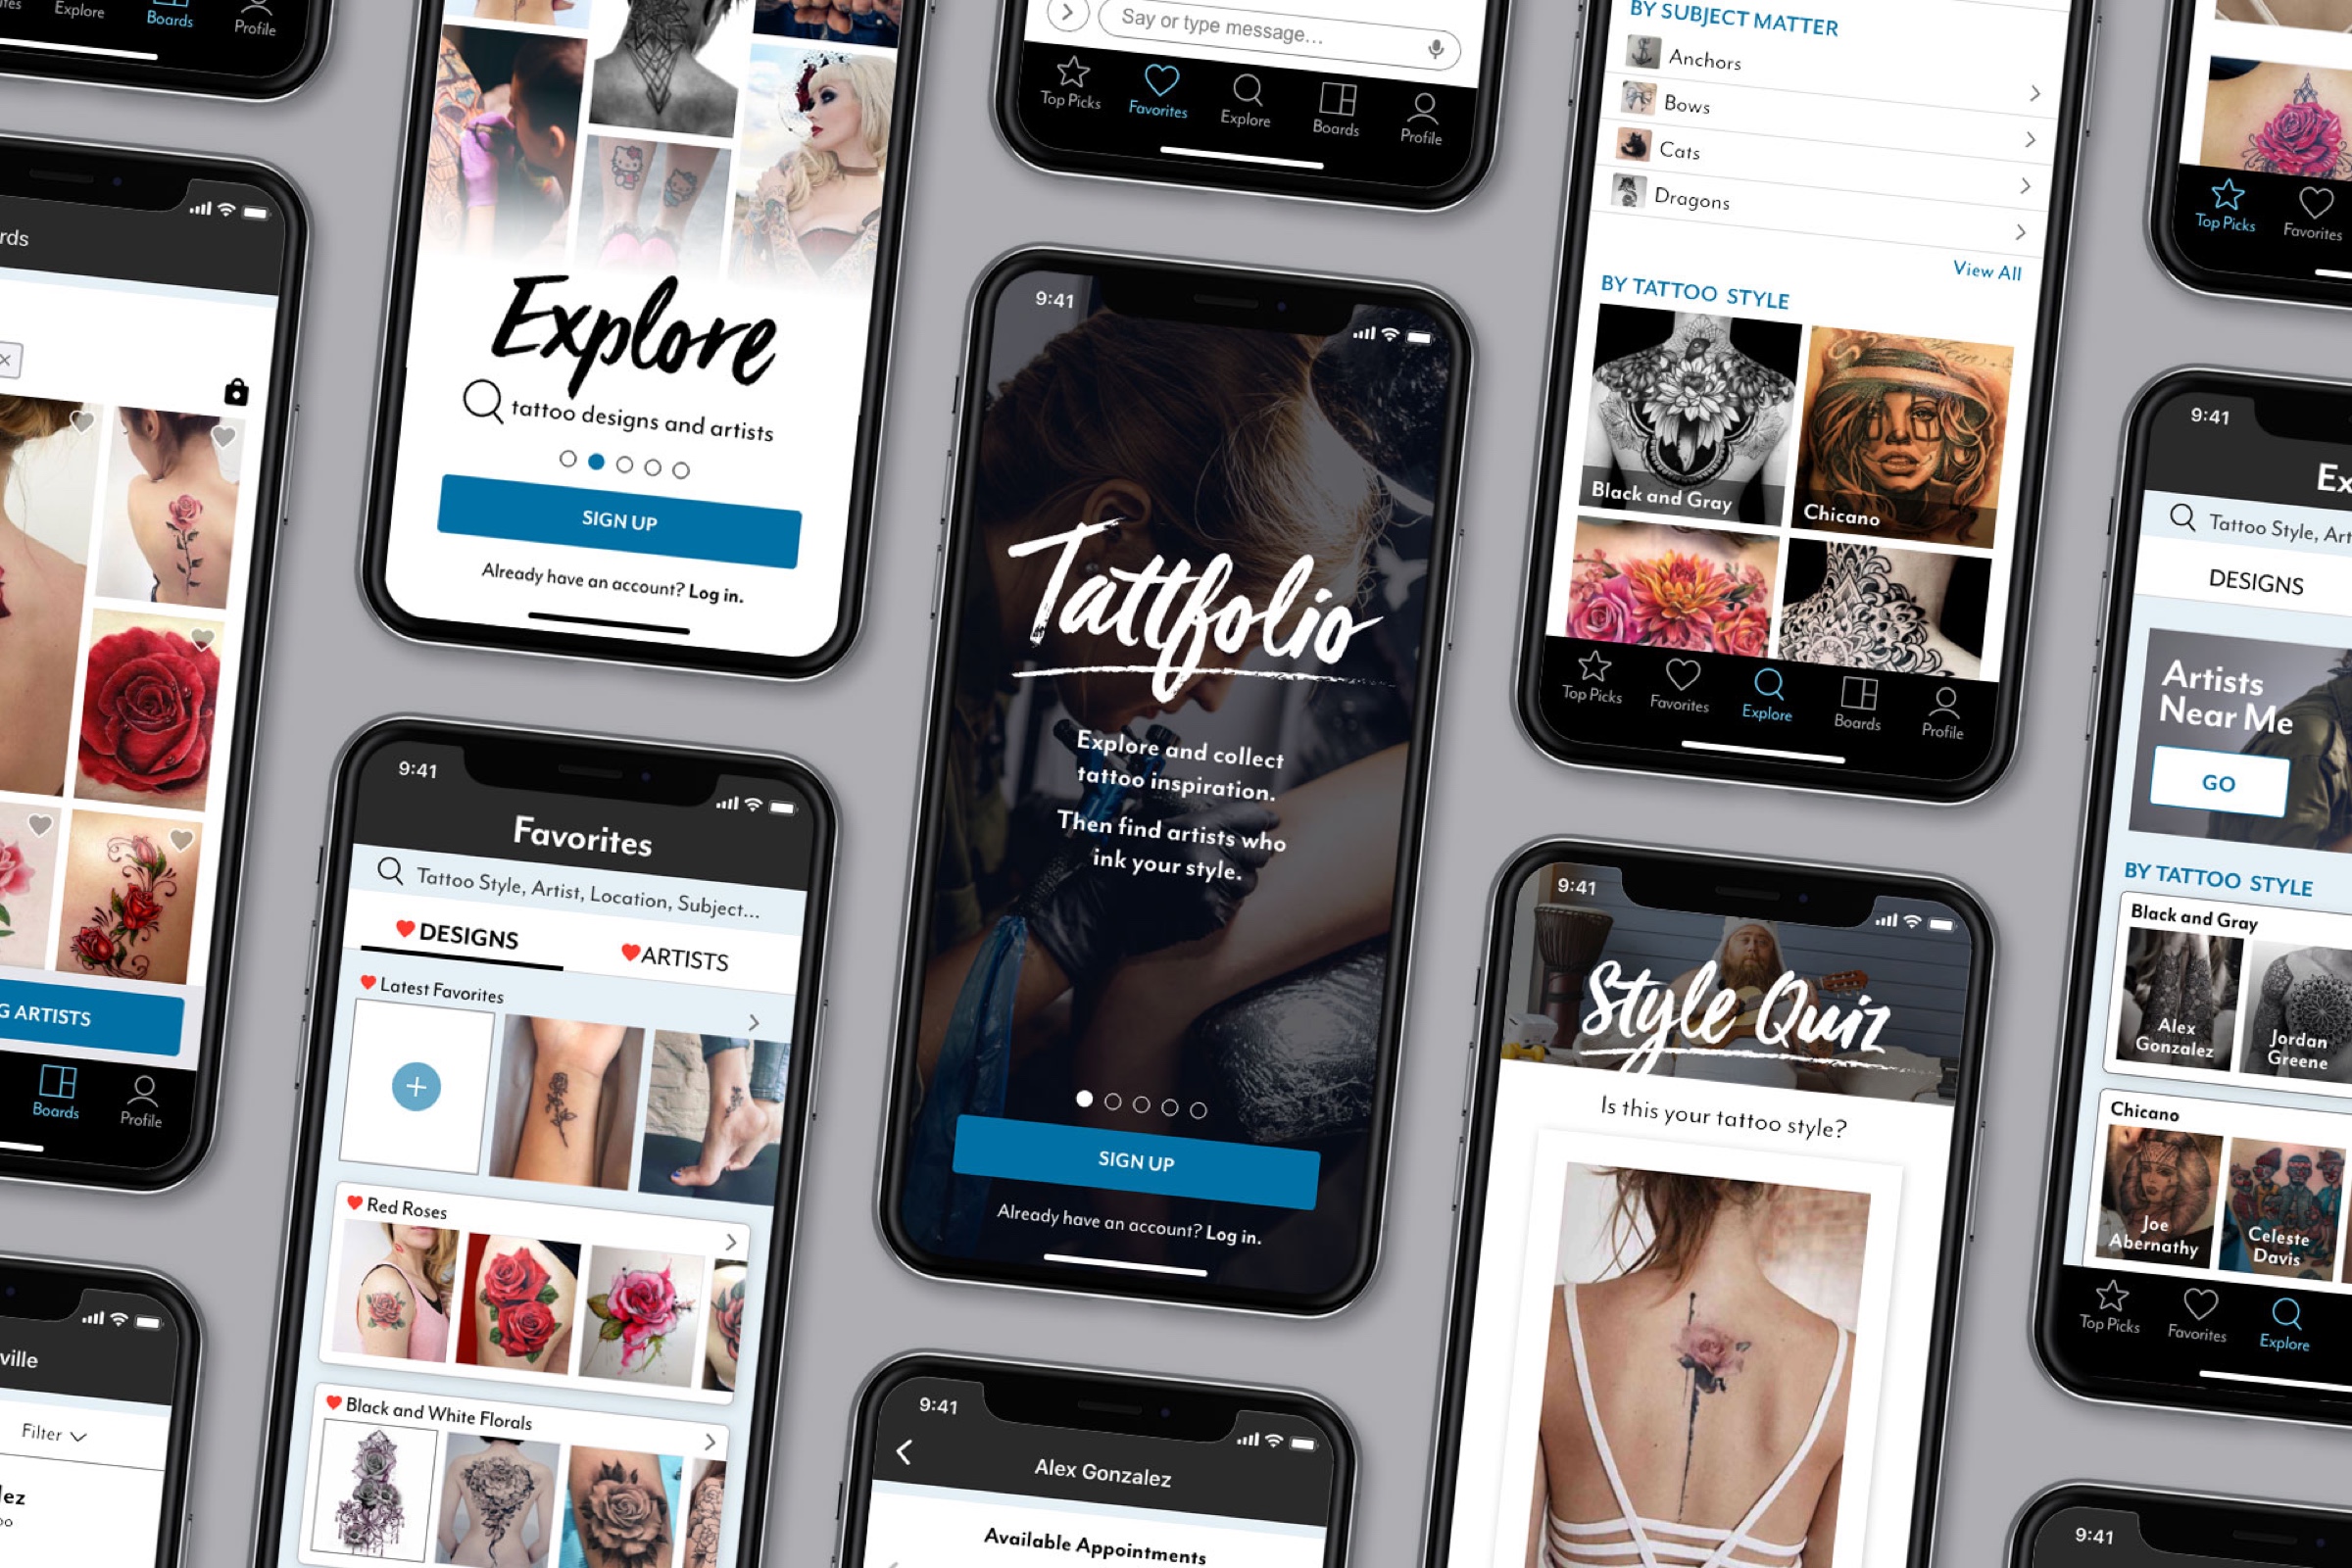 Explore
Boards
Profile
Explore
tattoo designs and artists
SIGN UP
Already have an account? Log in.
Say or type message...
Top Picks
Favorites
Explore
Boards
Profile
BY SUBJECT MATTER
Anchors
Bows
Cats
Dragons
View All
BY TATTOO STYLE
Black and Gray
Chicano
Top Picks
Favorites
Explore
Boards
Profile
Top Picks
Favorites
ARTISTS
Boards
Profile
9:41
Favorites
Tattoo Style, Artist, Location, Subject...
DESIGNS
ARTISTS
Latest Favorites
Red Roses
Black and White Florals
9:41
Tattfolio
Explore and collect
tattoo inspiration.
Then find artists who
ink your style.
SIGN UP
Already have an account? Log in.
9:41
Style Quiz
Is this your tattoo style?
9:41
Tattoo Style,
DESIGNS
Artists
Near Me
GO
BY TATTOO STYLE
Black and Gray
Alex
Gonzalez
Jordan
Greene
Chicano
Joe
Abernathy
Celeste
Davis
Top Picks
Favorites
Explore
Filter
9:41
Alex Gonzalez
Available Appointments
9:41